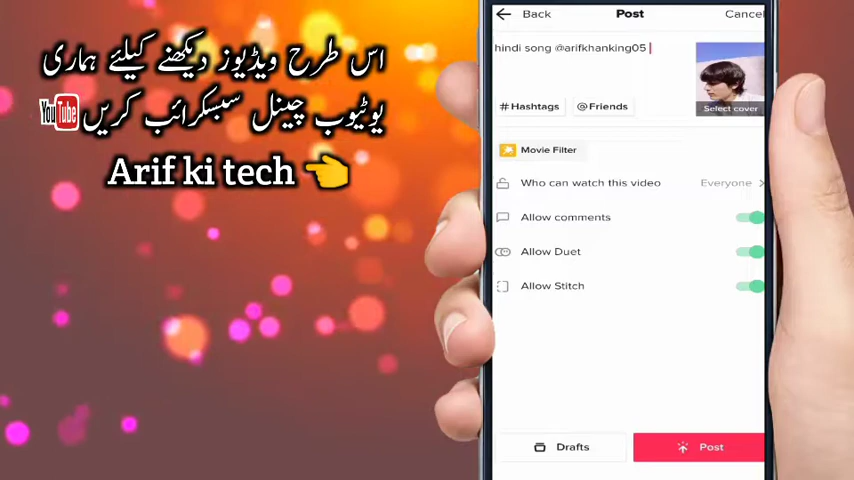 اس طرح ویڈیوز دیکھنے کیلئے ہماری
یوٹیوب چینل سبسکرائب کریں YouTube
Arif ki tech
Back Post Cancel
hindi song @arifkhanking05
Select cover
#Hashtags @Friends
Movie Filter
Who can watch this video Everyone
Allow comments
Allow Duet
Allow Stitch
Drafts Post